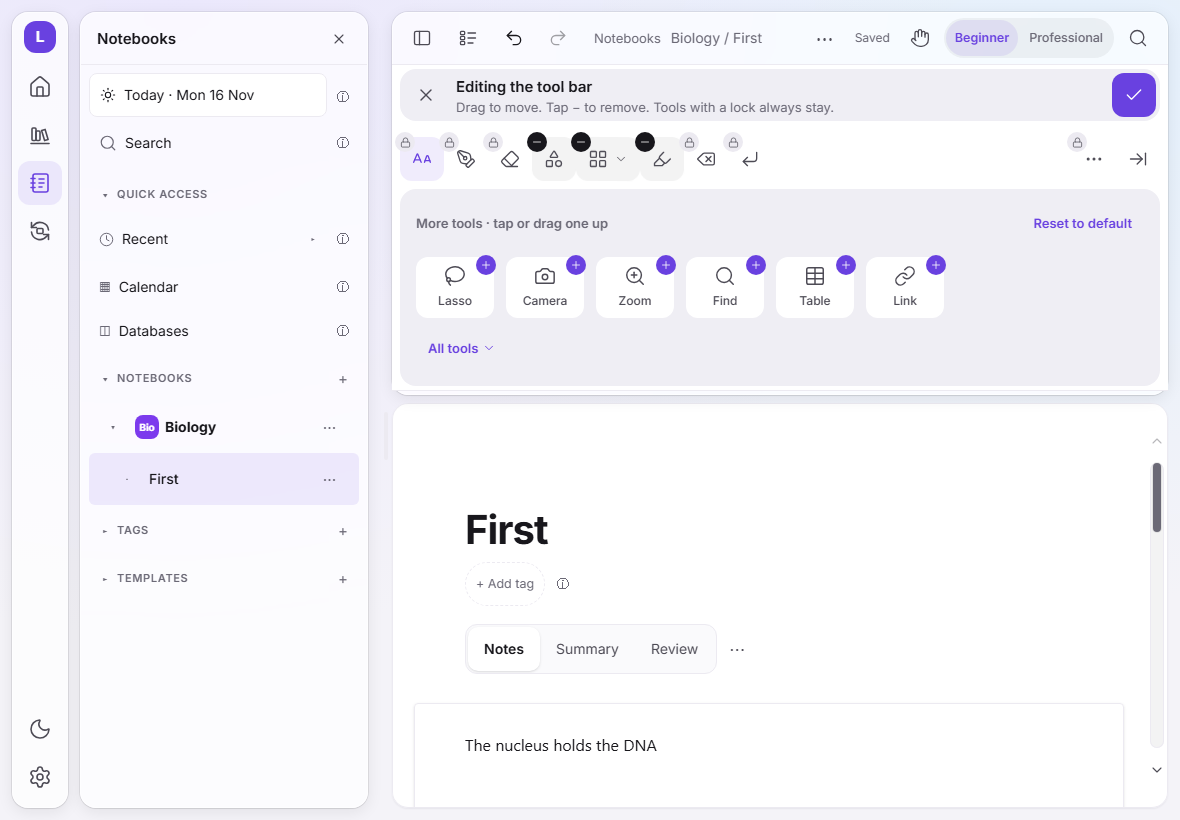 L
Notebooks
Today · Mon 16 Nov
Search
QUICK ACCESS
Recent
Calendar
Databases
NOTEBOOKS
Bio Biology
First
TAGS
TEMPLATES
Notebooks Biology / First
Saved
Beginner Professional
Editing the tool bar
Drag to move. Tap − to remove. Tools with a lock always stay.
AA
More tools · tap or drag one up
Reset to default
Lasso Camera Zoom Find Table Link
All tools
First
+ Add tag
Notes Summary Review
The nucleus holds the DNA